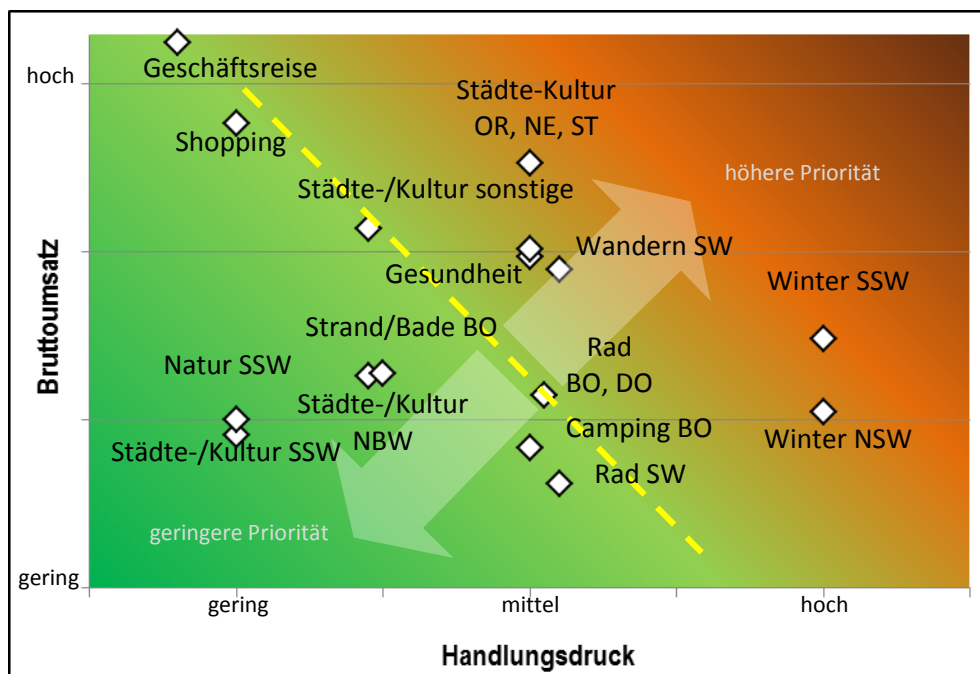 hoch
Geschäftsreise
Shopping
Städte-Kultur
OR, NE, ST
höhere Priorität
Städte-/Kultur sonstige
Wandern SW
Gesundheit
Winter SSW
Strand/Bade BO
Rad
BO, DO
Natur SSW
Städte-/Kultur
NBW
Camping BO
Winter NSW
Städte-/Kultur SSW
Rad SW
geringere Priorität
Bruttoumsatz
gering
gering
mittel
hoch
Handlungsdruck